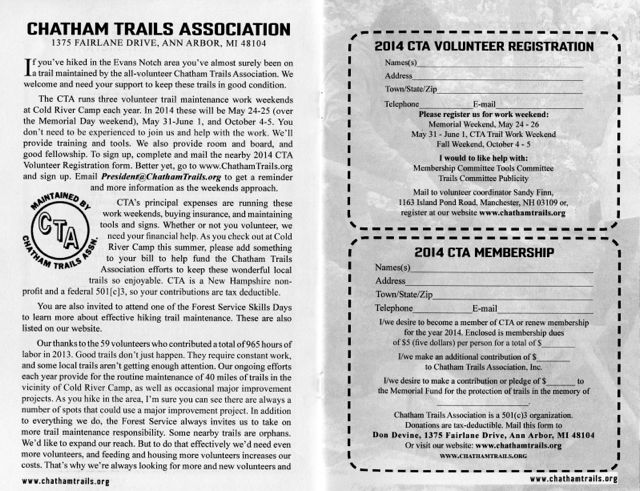 CHATHAM TRAILS ASSOCIATION
1375 FAIRLANE DRIVE, ANN ARBOR, MI 48104
If you've hiked in the Evans Notch area you've almost surely been on
a trail maintained by the all-volunteer Chatham Trails Association. We
welcome and need your support to keep these trails in good condition.
The CTA runs three volunteer trail maintenance work weekends
at Cold River Camp each year. In 2014 these will be May 24-25 (over
the Memorial Day weekend), May 31-June 1, and October 4-5. You
don't need to be experienced to join us and help with the work. We'll
provide training and tools. We also provide room and board, and
good fellowship. To sign up, complete and mail the nearby 2014 CTA
Volunteer Registration form. Better yet, go to www.ChathamTrails.org
and sign up. Email President@ChathamTrails.org to get a reminder
and more information as the weekends approach.
MAINTAINED BY
CTA
CHATHAM TRAILS ASSN.
CTA's principal expenses are running these
work weekends, buying insurance, and maintaining
tools and signs. Whether or not you volunteer, we
need your financial help. As you check out at Cold
River Camp this summer, please add something
to your bill to help fund the Chatham Trails
Association efforts to keep these wonderful local
trails so enjoyable. CTA is a New Hampshire non-
profit and a federal 501[c]3, so your contributions are tax deductible.
You are also invited to attend one of the Forest Service Skills Days
to learn more about effective hiking trail maintenance. These are also
listed on our website.
Our thanks to the 59 volunteers who contributed a total of 965 hours of
labor in 2013. Good trails don't just happen. They require constant work,
and some local trails aren't getting enough attention. Our ongoing efforts
each year provide for the routine maintenance of 40 miles of trails in the
vicinity of Cold River Camp, as well as occasional major improvement
projects. As you hike in the area, I'm sure you can see there are always a
number of spots that could use a major improvement project. In addition
to everything we do, the Forest Service always invites us to take on
more trail maintenance responsibility. Some nearby trails are orphans.
We'd like to expand our reach. But to do that effectively we'd need even
more volunteers, and feeding and housing more volunteers increases our
costs. That's why we're always looking for more and new volunteers and
www.chathamtrails.org
2014 CTA VOLUNTEER REGISTRATION
Names(s)
Address
Town/State/Zip
Telephone E-mail
Please register us for work weekend:
Memorial Weekend, May 24 - 26
May 31 - June 1, CTA Trail Work Weekend
Fall Weekend, October 4 - 5
I would to like help with:
Membership Committee Tools Committee
Trails Committee Publicity
Mail to volunteer coordinator Sandy Finn,
1163 Island Pond Road, Manchester, NH 03109 or,
register at our website www.chathamtrails.org
2014 CTA MEMBERSHIP
Names(s)
Address
Town/State/Zip
Telephone E-mail
I/we desire to become a member of CTA or renew membership
for the year 2014. Enclosed is membership dues
of $5 (five dollars) per person for a total of $
I/we make an additional contribution of $
to Chatham Trails Association, Inc.
I/we desire to make a contribution or pledge of $ to
the Memorial Fund for the protection of trails in the memory of
.
Chatham Trails Association is a 501(c)3 organization.
Donations are tax-deductible. Mail this form to
Don Devine, 1375 Fairlane Drive, Ann Arbor, MI 48104
Or visit our website: www.chathamtrails.org
WWW.CHATHAMTRAILS.ORG
www.chathamtrails.org